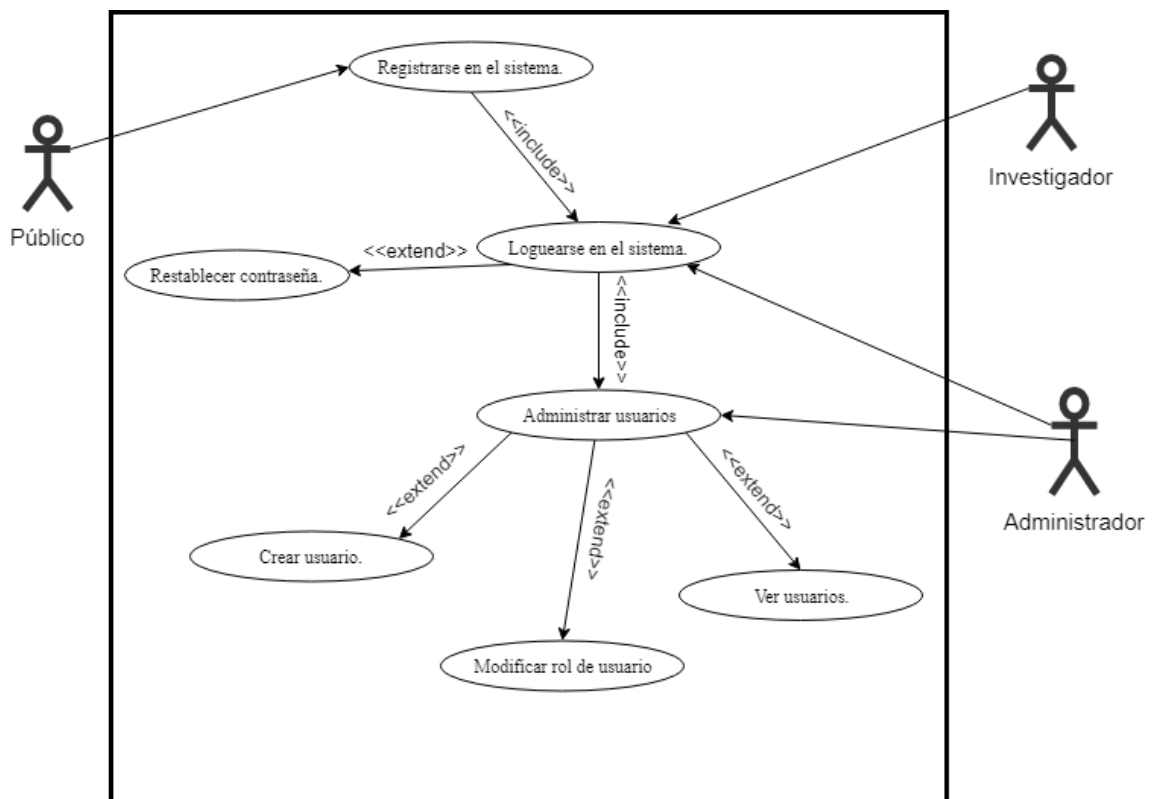 Registrarse en el sistema.
<<include>>
Investigador
Público
Loguearse en el sistema.
<<extend>>
Restablecer contraseña.
<<include>>
Administrar usuarios
<<extend>>
<<extend>>
<<extend>>
Administrador
Crear usuario.
Ver usuarios.
Modificar rol de usuario